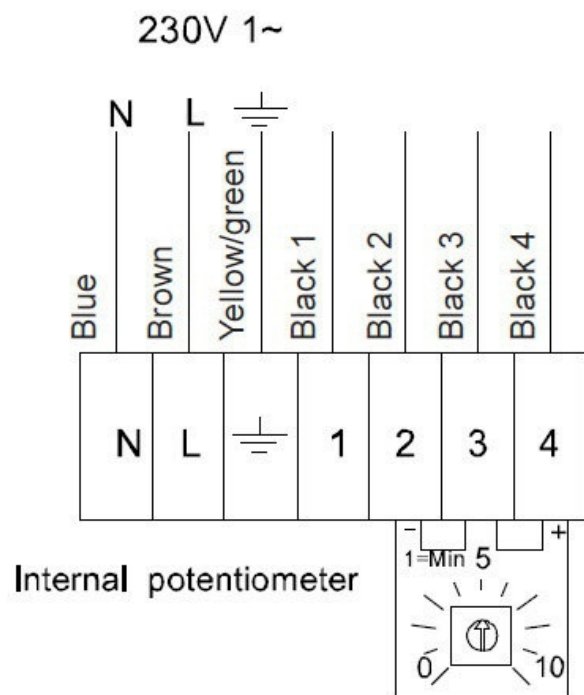 230V 1~
N L
Blue
Brown
Yellow/green
Black 1
Black 2
Black 3
Black 4
N L 1 2 3 4
- +
1=Min 5
Internal potentiometer
0 10